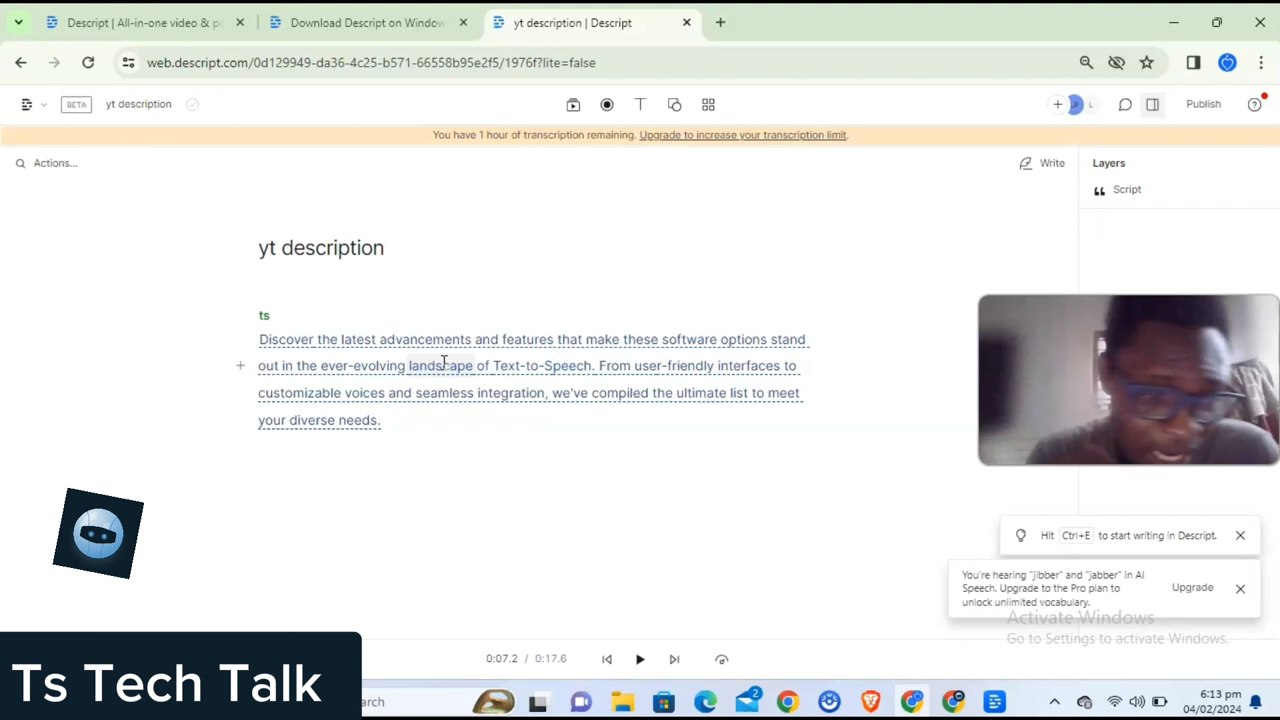 Descript | All-in-one video & po
Download Descript on Window
yt description | Descript
web.descript.com/0d129949-da36-4c25-b571-66558b95e2f5/1976f?lite=false
BETA
yt description
L
Publish
You have 1 hour of transcription remaining. Upgrade to increase your transcription limit.
Actions...
Write
Layers
Script
yt description
ts
Discover the latest advancements and features that make these software options stand
out in the ever-evolving landscape of Text-to-Speech. From user-friendly interfaces to
customizable voices and seamless integration, we've compiled the ultimate list to meet
your diverse needs.
Hit Ctrl+E to start writing in Descript.
You're hearing "jibber" and "jabber" in AI
Speech. Upgrade to the Pro plan to
unlock unlimited vocabulary.
Upgrade
Activate Windows
Go to Settings to activate Windows.
00:07.2 / 0:17.6
Ts Tech Talk
earch
2
6:13 pm
04/02/2024